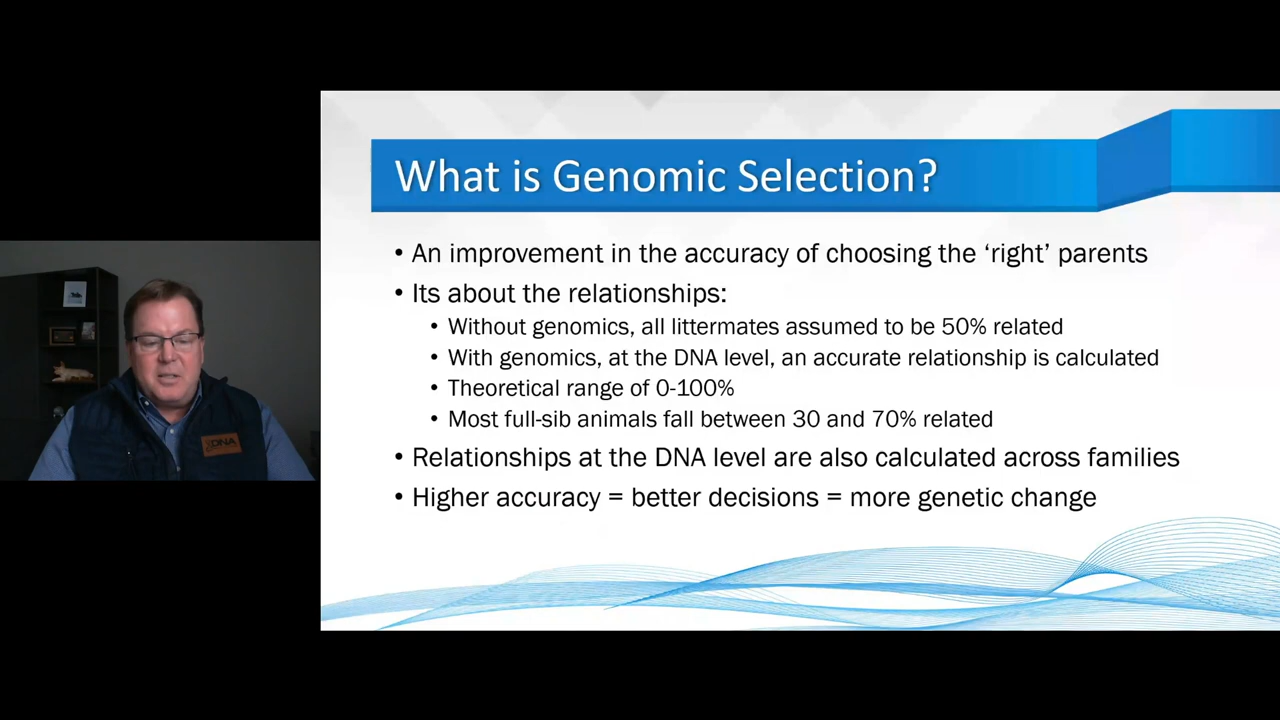 What is Genomic Selection?
• An improvement in the accuracy of choosing the ‘right’ parents
• Its about the relationships:
• Without genomics, all littermates assumed to be 50% related
• With genomics, at the DNA level, an accurate relationship is calculated
• Theoretical range of 0-100%
• Most full-sib animals fall between 30 and 70% related
• Relationships at the DNA level are also calculated across families
• Higher accuracy = better decisions = more genetic change
DNA